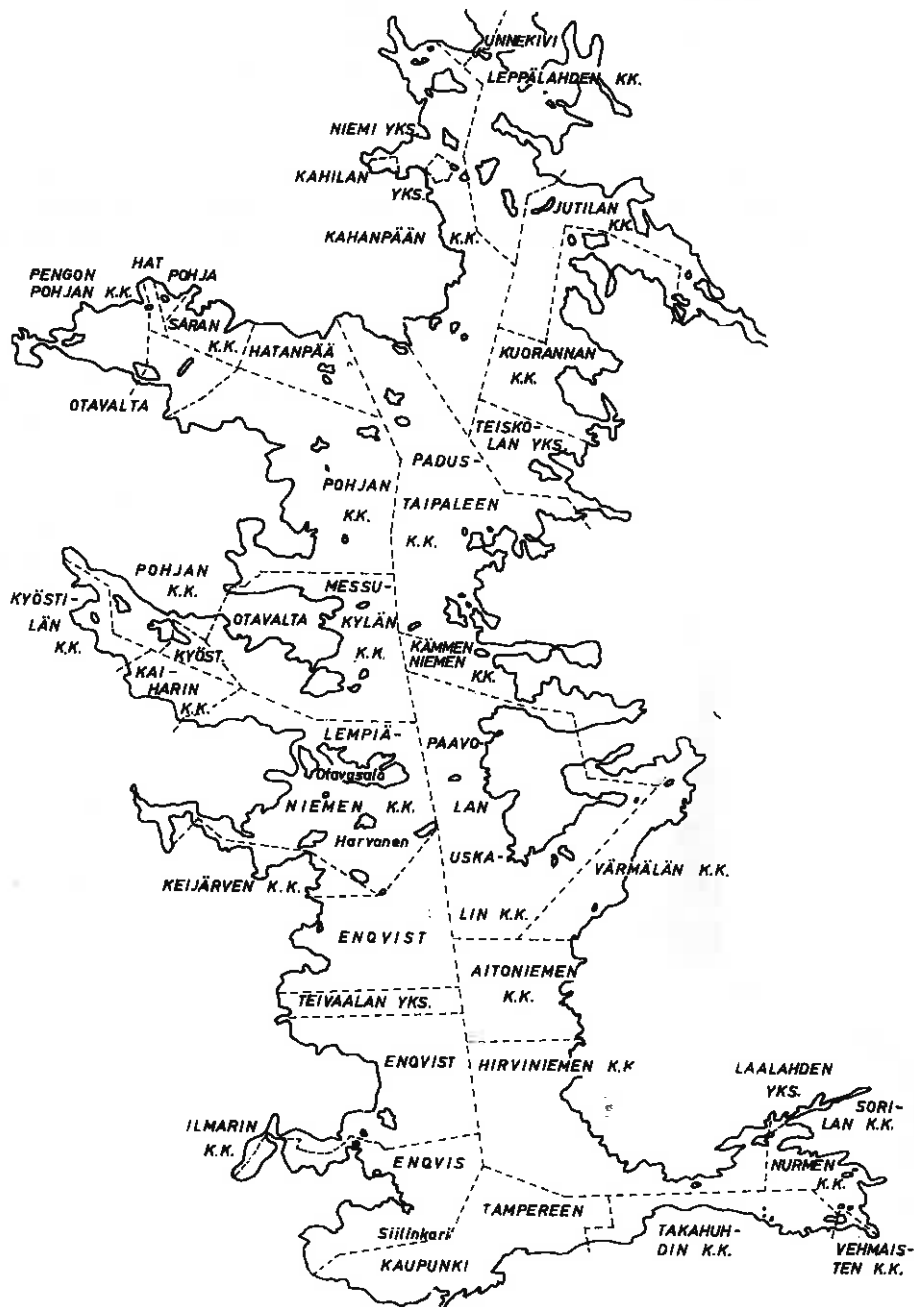 UNNEKIVI
LEPPÄLAHDEN KK.
NIEMI YKS.
KAHILAN
YKS.
JUTILAN
KK.
KAHANPÄÄN K.K.
HAT
POHJA
PENGON
POHJAN K.K.
SARAN
K.K.
HATANPÄÄ
KUORANNAN
K.K.
OTAVALTA
TEISKO-
LAN YKS.
PADUS-
POHJAN
K.K.
TAIPALEEN
K.K.
POHJAN
K.K.
MESSU-
KYLÄN
K.K.
KYÖSTI-
LÄN
K.K.
OTAVALTA
KYÖST.
KÄMMEN
NIEMEN
KK.
KAI-
HARIN
K.K.
LEMPIÄ-
PAAVO-
Otavasalo
NIEMEN K.K.
LAN
Harvanen
USKA-
VÄRMÄLÄN K.K.
KEIJÄRVEN K.K.
LIN K.K.
ENQVIST
AITONIEMEN
K.K.
TEIVAALAN YKS.
ENQVIST
HIRVINIEMEN K.K
LAALAHDEN
YKS.
SORI-
LAN K.K.
ILMARIN
K.K.
ENQVIS
NURMEN
K.K.
TAMPEREEN
Siilinkari
TAKAHUH-
DIN K.K.
KAUPUNKI
VEHMAIS-
TEN K.K.